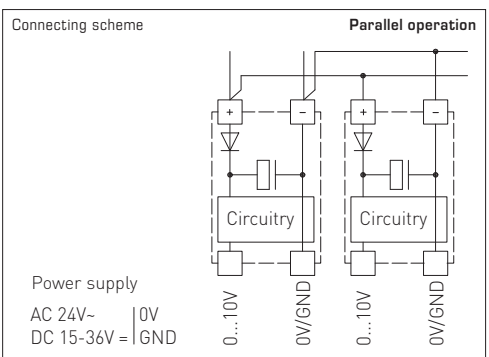 Connecting scheme Parallel operation
+ − + −
Circuitry Circuitry
Power supply
AC 24V~ 0V
DC 15-36V = GND
0...10V
0V/GND
0...10V
0V/GND